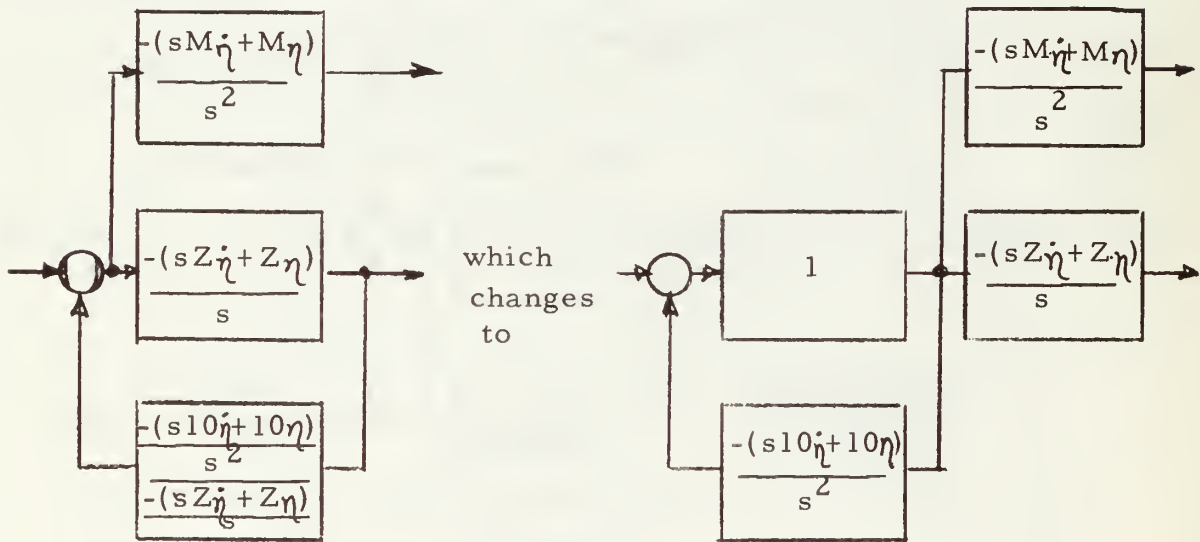 -(sMη̇+Mη)
s2
-(sZη̇+Zη)
s
-(s10η̇+10η)
s2
-(sZη̇+Zη)
s
which
changes
to
1
-(s10η̇+10η)
s2
-(sMη̇+Mη)
s2
-(sZη̇+Z.η)
s